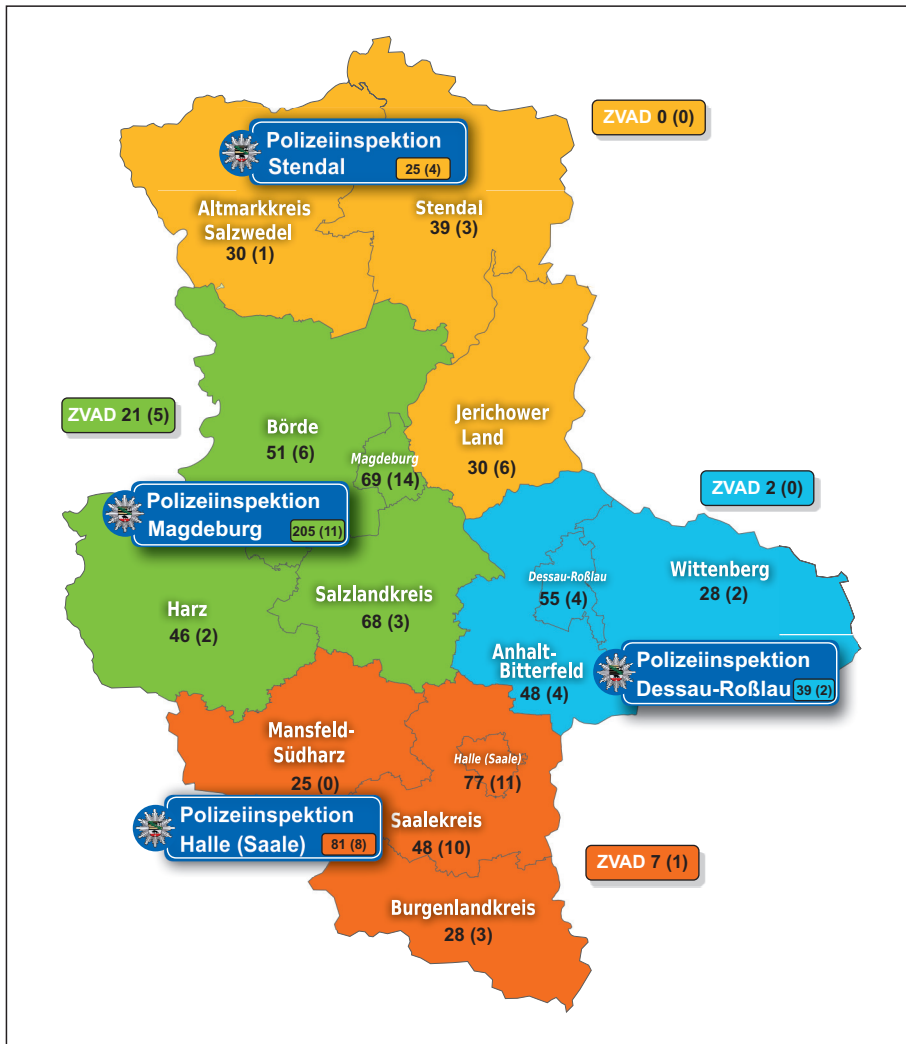 ZVAD 0 (0)
Polizeiinspektion
Stendal 25 (4)
Altmarkkreis
Salzwedel
30 (1)
Stendal
39 (3)
ZVAD 21 (5)
Börde
51 (6)
Magdeburg
69 (14)
Jerichower
Land
30 (6)
ZVAD 2 (0)
Polizeiinspektion
Magdeburg 205 (11)
Harz
46 (2)
Salzlandkreis
68 (3)
Dessau-Roßlau
55 (4)
Wittenberg
28 (2)
Anhalt-
Bitterfeld
48 (4)
Polizeiinspektion
Dessau-Roßlau 39 (2)
Mansfeld-
Südharz
25 (0)
Halle (Saale)
77 (11)
Polizeiinspektion
Halle (Saale) 81 (8)
Saalekreis
48 (10)
ZVAD 7 (1)
Burgenlandkreis
28 (3)